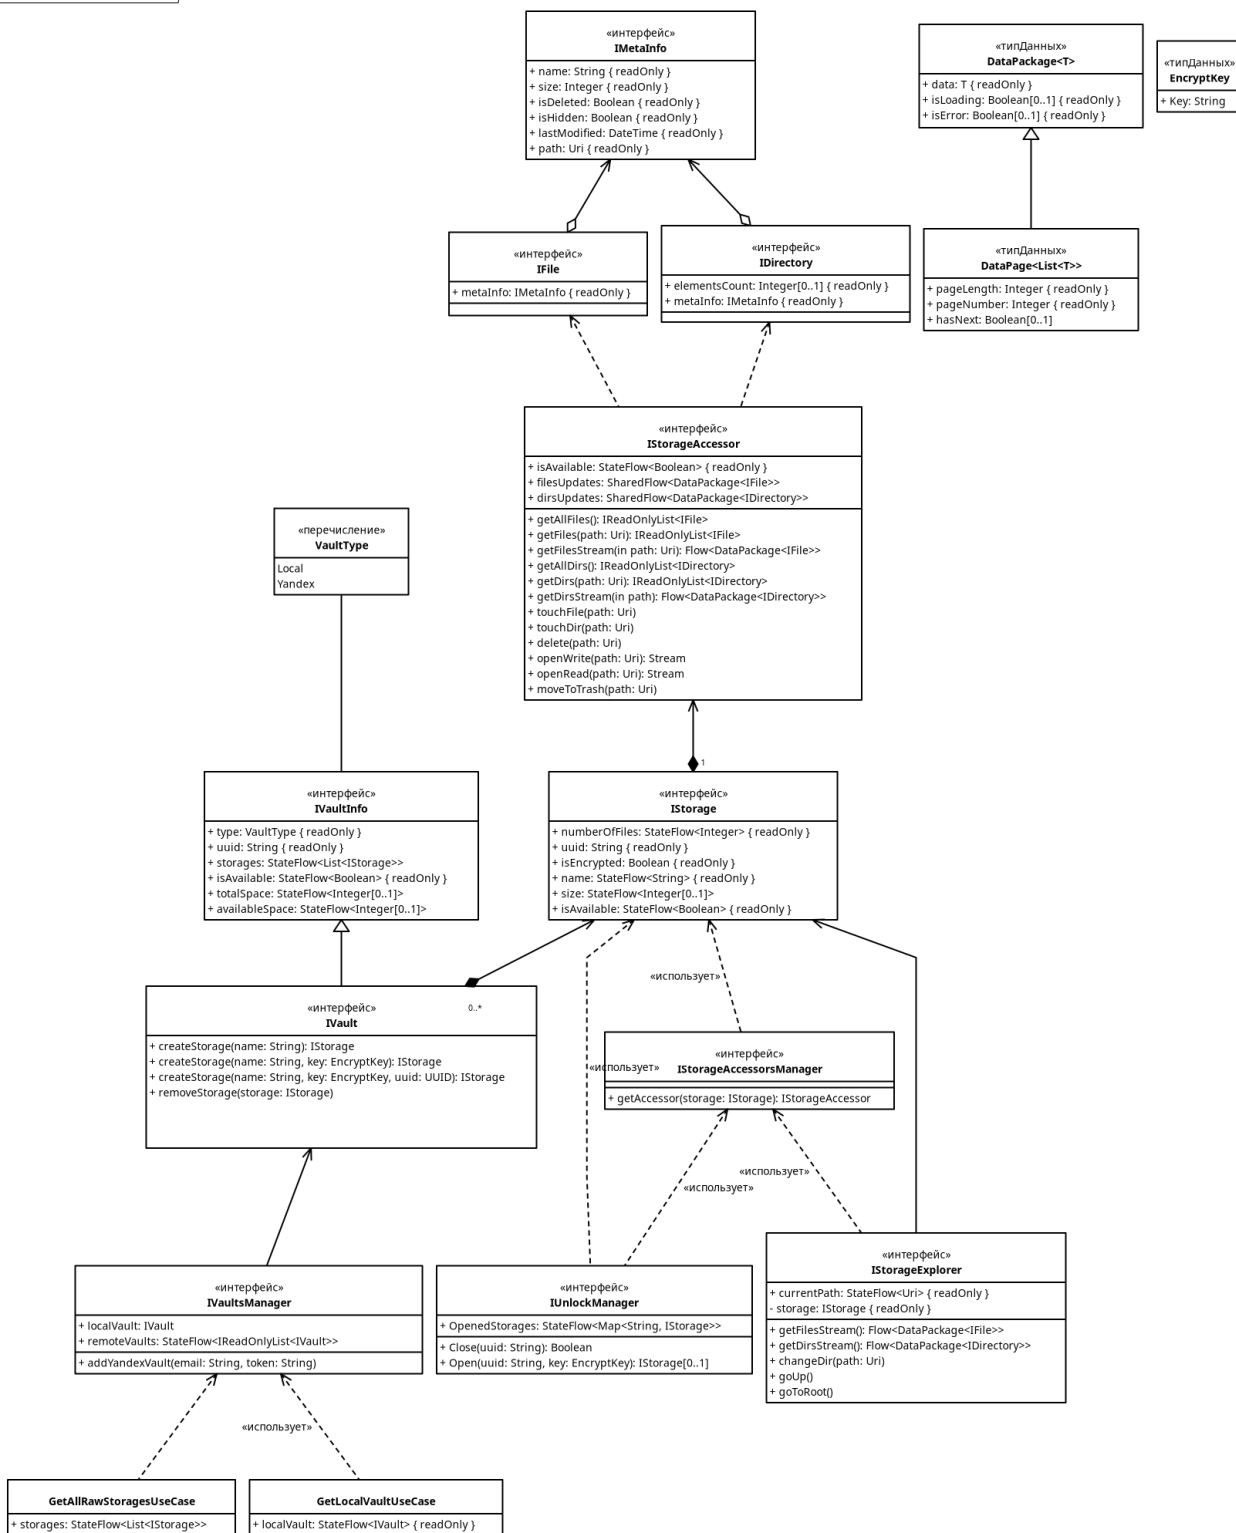 «интерфейс»
IMetaInfo
+ name: String { readOnly }
+ size: Integer { readOnly }
+ isDeleted: Boolean { readOnly }
+ isHidden: Boolean { readOnly }
+ lastModified: DateTime { readOnly }
+ path: Uri { readOnly }
«типДанных»
DataPackage<T>
+ data: T { readOnly }
+ isLoading: Boolean[0..1] { readOnly }
+ isError: Boolean[0..1] { readOnly }
«типДанных»
EncryptKey
+ Key: String
«интерфейс»
IFile
+ metaInfo: IMetaInfo { readOnly }
«интерфейс»
IDirectory
+ elementsCount: Integer[0..1] { readOnly }
+ metaInfo: IMetaInfo { readOnly }
«типДанных»
DataPage<List<T>>
+ pageLength: Integer { readOnly }
+ pageNumber: Integer { readOnly }
+ hasNext: Boolean[0..1]
«интерфейс»
IStorageAccessor
+ isAvailable: StateFlow<Boolean> { readOnly }
+ filesUpdates: SharedFlow<DataPackage<IFile>>
+ dirsUpdates: SharedFlow<DataPackage<IDirectory>>
+ getAllFiles(): IReadOnlyList<IFile>
+ getFiles(path: Uri): IReadOnlyList<IFile>
+ getFilesStream(in path: Uri): Flow<DataPackage<IFile>>
+ getAllDirs(): IReadOnlyList<IDirectory>
+ getDirs(path: Uri): IReadOnlyList<IDirectory>
+ getDirsStream(in path): Flow<DataPackage<IDirectory>>
+ touchFile(path: Uri)
+ touchDir(path: Uri)
+ delete(path: Uri)
+ openWrite(path: Uri): Stream
+ openRead(path: Uri): Stream
+ moveToTrash(path: Uri)
«перечисление»
VaultType
Local
Yandex
1
«интерфейс»
IVaultInfo
+ type: VaultType { readOnly }
+ uuid: String { readOnly }
+ storages: StateFlow<List<IStorage>>
+ isAvailable: StateFlow<Boolean> { readOnly }
+ totalSpace: StateFlow<Integer[0..1]>
+ availableSpace: StateFlow<Integer[0..1]>
«интерфейс»
IStorage
+ numberOfFiles: StateFlow<Integer> { readOnly }
+ uuid: String { readOnly }
+ isEncrypted: Boolean { readOnly }
+ name: StateFlow<String> { readOnly }
+ size: StateFlow<Integer[0..1]>
+ isAvailable: StateFlow<Boolean> { readOnly }
«использует»
«интерфейс»
IVault
0..*
+ createStorage(name: String): IStorage
+ createStorage(name: String, key: EncryptKey): IStorage
+ createStorage(name: String, key: EncryptKey, uuid: UUID): IStorage
+ removeStorage(storage: IStorage)
«использует»
«интерфейс»
IStorageAccessorsManager
+ getAccessor(storage: IStorage): IStorageAccessor
«использует»
«использует»
«интерфейс»
IVaultsManager
+ localVault: IVault
+ remoteVaults: StateFlow<IReadOnlyList<IVault>>
+ addYandexVault(email: String, token: String)
«интерфейс»
IUnlockManager
+ OpenedStorages: StateFlow<Map<String, IStorage>>
+ Close(uuid: String): Boolean
+ Open(uuid: String, key: EncryptKey): IStorage[0..1]
«интерфейс»
IStorageExplorer
+ currentPath: StateFlow<Uri> { readOnly }
- storage: IStorage { readOnly }
+ getFilesStream(): Flow<DataPackage<IFile>>
+ getDirsStream(): Flow<DataPackage<IDirectory>>
+ changeDir(path: Uri)
+ goUp()
+ goToRoot()
«использует»
GetAllRawStoragesUseCase
+ storages: StateFlow<List<IStorage>>
GetLocalVaultUseCase
+ localVault: StateFlow<IVault> { readOnly }